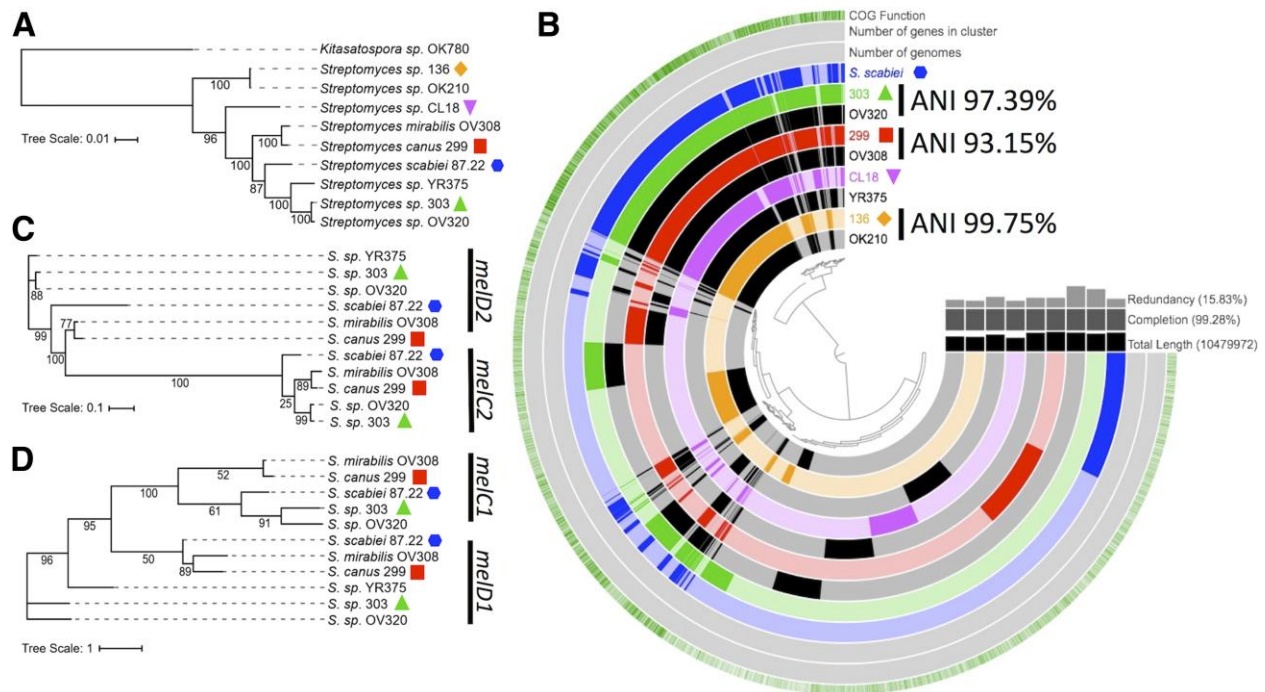 A
Kitasatospora sp. OK780
Streptomyces sp. 136
100
Streptomyces sp. OK210
Streptomyces sp. CL18
96
Tree Scale: 0.01
Streptomyces mirabilis OV308
100
Streptomyces canus 299
100
Streptomyces scabiei 87.22
87
Streptomyces sp. YR375
100
Streptomyces sp. 303
100
Streptomyces sp. OV320
B
COG Function
Number of genes in cluster
Number of genomes
S. scabiei
303
OV320
ANI 97.39%
299
OV308
ANI 93.15%
CL18
YR375
136
OK210
ANI 99.75%
Redundancy (15.83%)
Completion (99.28%)
Total Length (10479972)
C
S. sp. YR375
S. sp. 303
88
S. sp. OV320
S. scabiei 87.22
99
77
S. mirabilis OV308
S. canus 299
100
melD2
S. scabiei 87.22
100
S. mirabilis OV308
89
S. canus 299
25
S. sp. OV320
99
S. sp. 303
melC2
Tree Scale: 0.1
D
S. mirabilis OV308
52
S. canus 299
100
S. scabiei 87.22
61
S. sp. 303
91
S. sp. OV320
melC1
95
S. scabiei 87.22
50
S. mirabilis OV308
96
89
S. canus 299
S. sp. YR375
S. sp. 303
S. sp. OV320
melD1
Tree Scale: 1